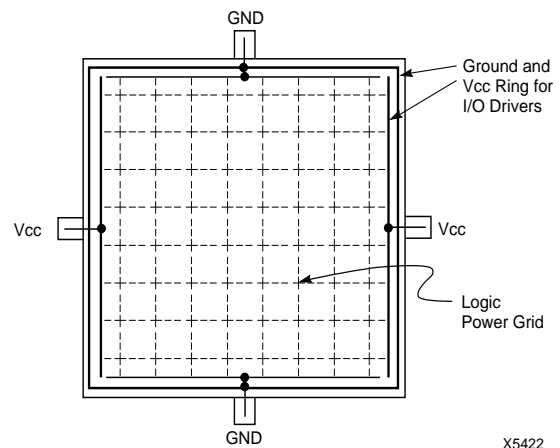 GND
Ground and
Vcc Ring for
I/O Drivers
Vcc
Vcc
Logic
Power Grid
GND
X5422